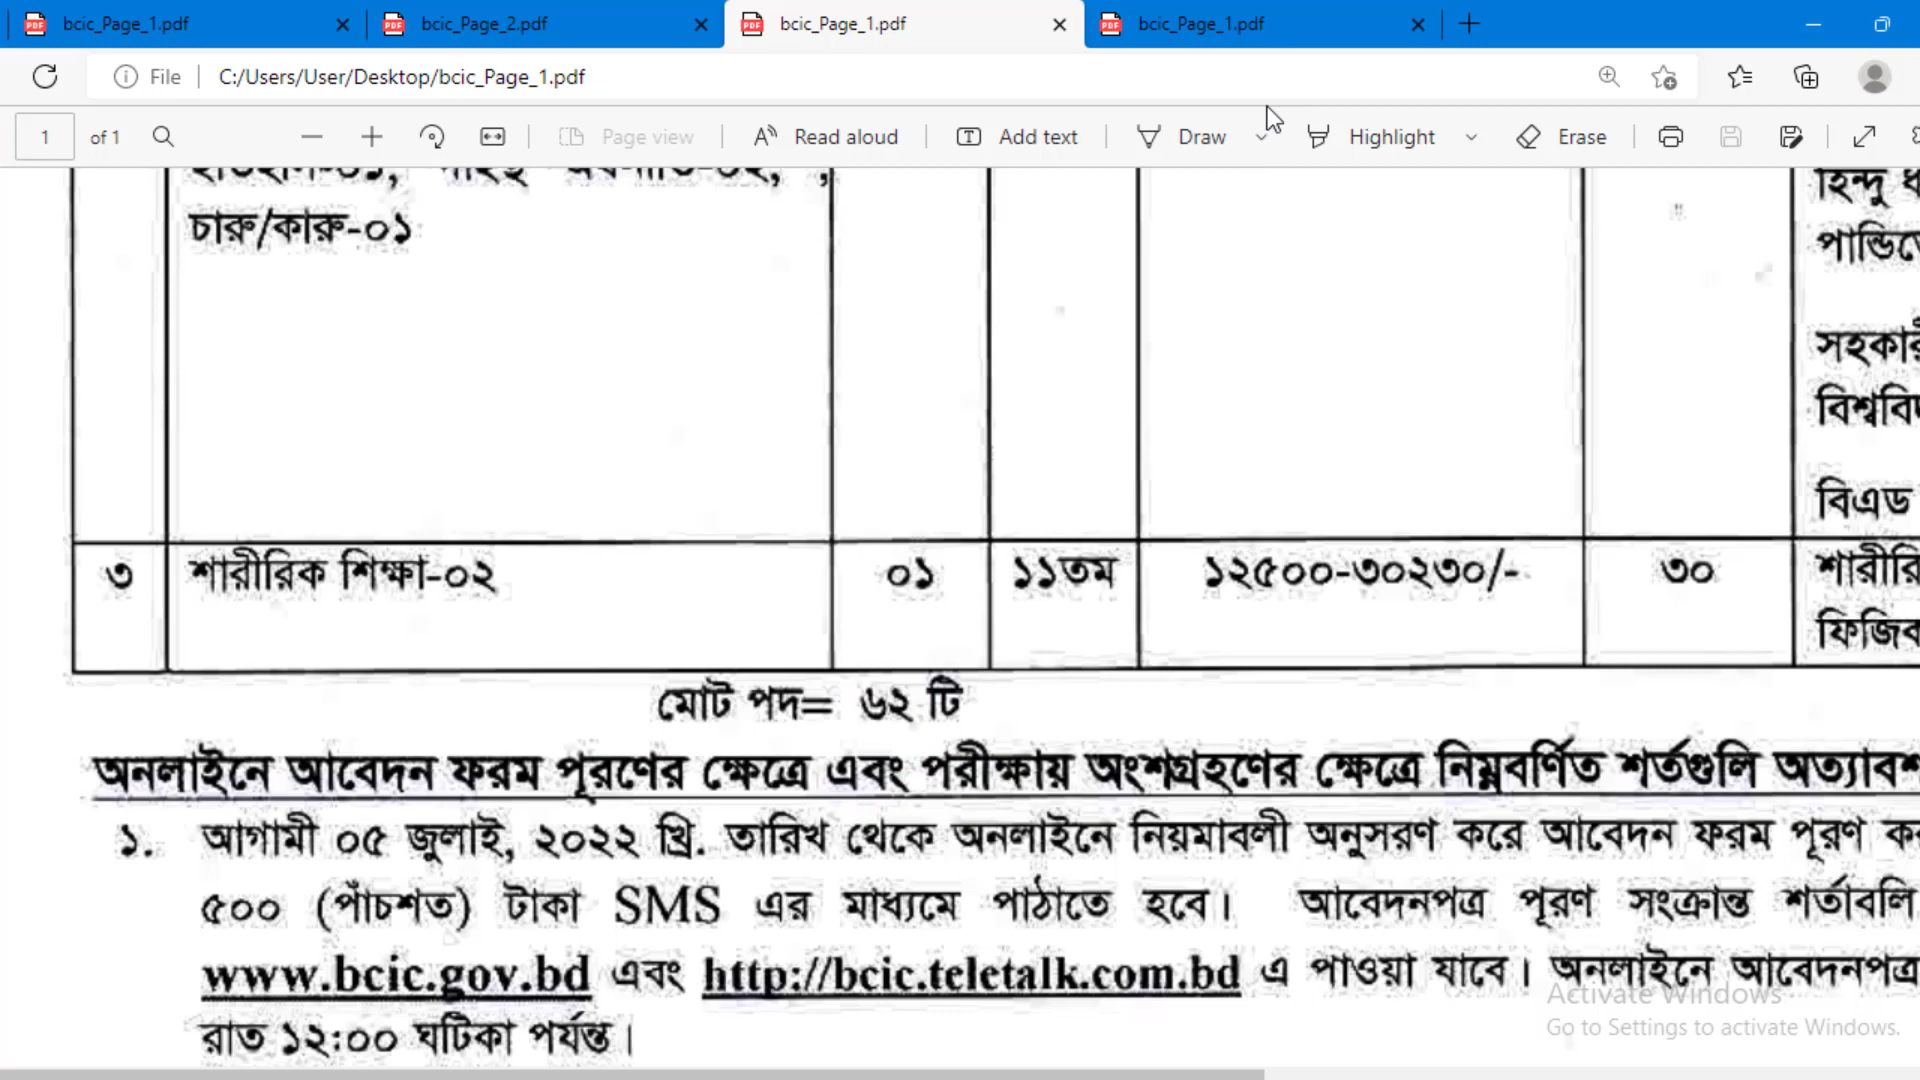 bcic_Page_1.pdf
bcic_Page_2.pdf
bcic_Page_1.pdf
bcic_Page_1.pdf
File
C:/Users/User/Desktop/bcic_Page_1.pdf
1 of 1
Page view
Read aloud
Add text
Draw
Highlight
Erase
চারু/কারু-০১
হিন্দু
বিএড
৩ শারীরিক শিক্ষা-০২ ০১ ১১তম ১২৫০০-৩০২৩০/- ৩০
মোট পদ= ৬২ টি
অনলাইনে আবেদন ফরম পূরণের ক্ষেত্রে এবং পরীক্ষায় অংশগ্রহণের ক্ষেত্রে নিম্নবর্ণিত শর্তগুলি
১. আগামী ০৫ জুলাই, ২০২২ খ্রি. তারিখ থেকে অনলাইনে নিয়মাবলী অনুসরণ করে আবেদন ফরম পূরণ
৫০০ (পাঁচশত) টাকা SMS এর মাধ্যমে পাঠাতে হবে। আবেদনপত্র পূরণ সংক্রান্ত শর্তাবলি
www.bcic.gov.bd এবং http://bcic.teletalk.com.bd এ পাওয়া যাবে। অনলাইনে আবেদনপত্র
রাত ১২:০০ ঘটিকা পর্যন্ত।
Activate Windows
Go to Settings to activate Windows.